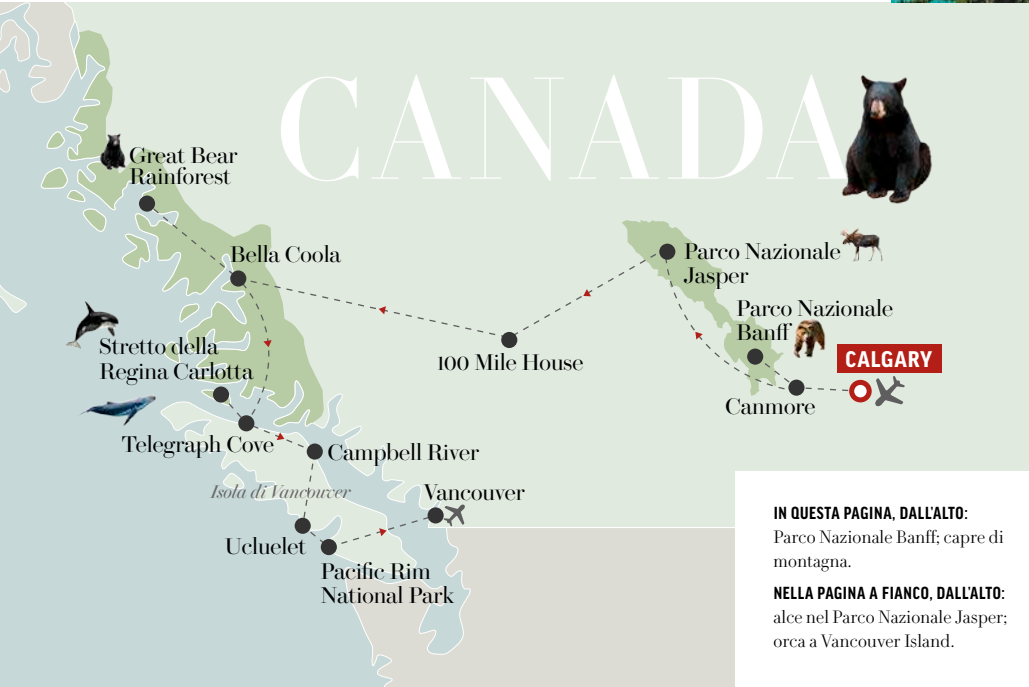 CANADA
Great Bear
Rainforest
Bella Coola
Parco Nazionale
Jasper
Parco Nazionale
Banff
Stretto della
Regina Carlotta
100 Mile House
CALGARY
Canmore
Telegraph Cove
Campbell River
Isola di Vancouver
Vancouver
Ucluelet
Pacific Rim
National Park
IN QUESTA PAGINA, DALL'ALTO:
Parco Nazionale Banff; capre di
montagna.
NELLA PAGINA A FIANCO, DALL'ALTO:
alce nel Parco Nazionale Jasper;
orca a Vancouver Island.